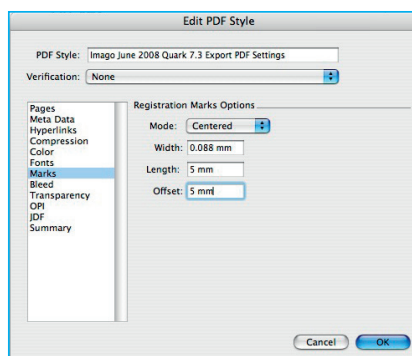 Edit PDF Style
PDF Style: Imago June 2008 Quark 7.3 Export PDF Settings
Verification: None
Pages
Meta Data
Hyperlinks
Compression
Color
Fonts
Marks
Bleed
Transparency
OPI
JDF
Summary
Registration Marks Options
Mode: Centered
Width: 0.088 mm
Length: 5 mm
Offset: 5 mm
Cancel OK